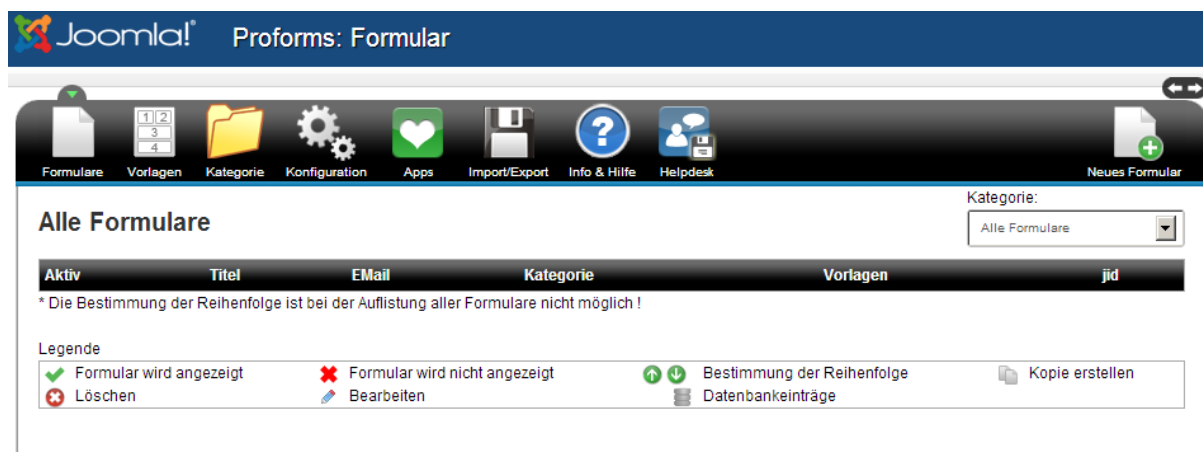 Joomla!® Proforms: Formular
1 2
3
4
Formulare Vorlagen Kategorie Konfiguration Apps Import/Export Info & Hilfe Helpdesk Neues Formular
Kategorie:
Alle Formulare Alle Formulare
Aktiv Titel EMail Kategorie Vorlagen jid
* Die Bestimmung der Reihenfolge ist bei der Auflistung aller Formulare nicht möglich !
Legende
Formular wird angezeigt Formular wird nicht angezeigt Bestimmung der Reihenfolge Kopie erstellen
Löschen Bearbeiten Datenbankeinträge